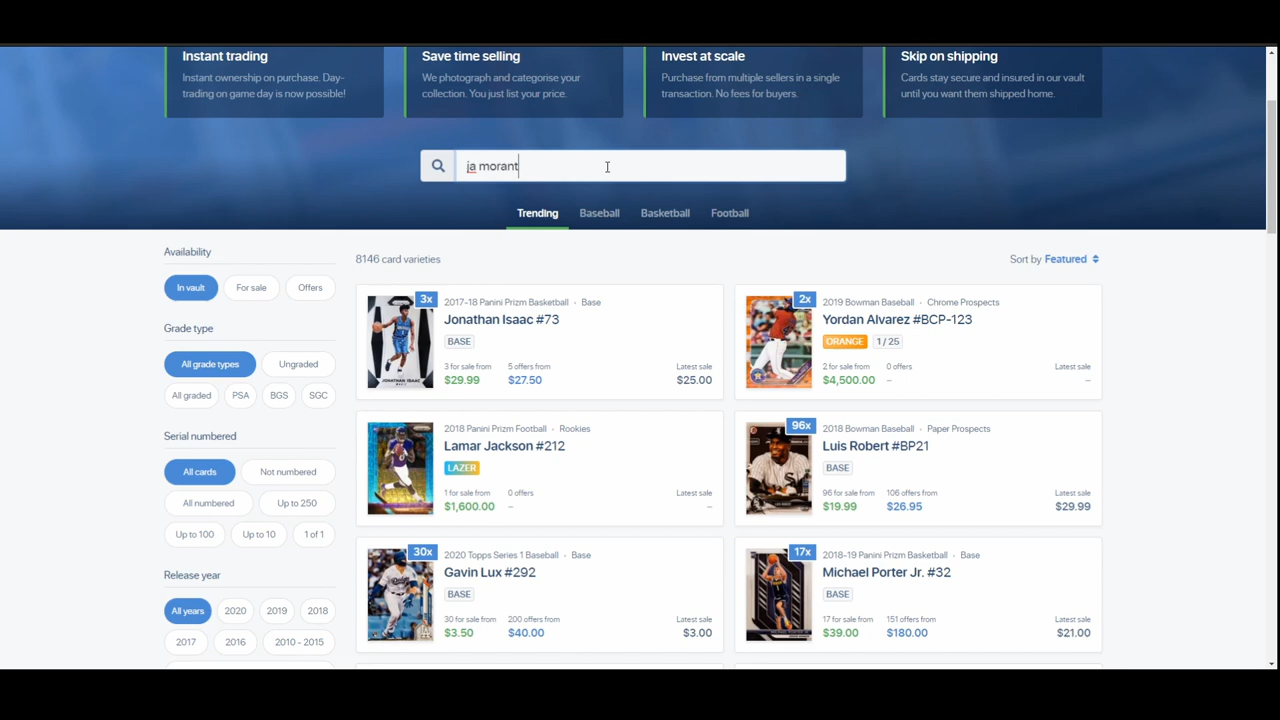 Instant trading
Instant ownership on purchase. Day-
trading on game day is now possible!
Save time selling
We photograph and categorise your
collection. You just list your price.
Invest at scale
Purchase from multiple sellers in a single
transaction. No fees for buyers.
Skip on shipping
Cards stay secure and insured in our vault
until you want them shipped home.
ja morant
Trending Baseball Basketball Football
Availability
In vault For sale Offers
Grade type
All grade types Ungraded
All graded PSA BGS SGC
Serial numbered
All cards Not numbered
All numbered Up to 250
Up to 100 Up to 10 1 of 1
Release year
All years 2020 2019 2018
2017 2016 2010 - 2015
8146 card varieties
Sort by Featured
3x
JONATHAN ISAAC
2017-18 Panini Prizm Basketball · Base
Jonathan Isaac #73
BASE
3 for sale from 5 offers from Latest sale
$29.99 $27.50 $25.00
2x
2019 Bowman Baseball · Chrome Prospects
Yordan Alvarez #BCP-123
ORANGE 1 / 25
2 for sale from 0 offers Latest sale
$4,500.00 – –
2018 Panini Prizm Football · Rookies
Lamar Jackson #212
LAZER
1 for sale from 0 offers Latest sale
$1,600.00 – –
96x
2018 Bowman Baseball · Paper Prospects
Luis Robert #BP21
BASE
96 for sale from 106 offers from Latest sale
$19.99 $26.95 $29.99
30x
2020 Topps Series 1 Baseball · Base
Gavin Lux #292
BASE
30 for sale from 200 offers from Latest sale
$3.50 $40.00 $3.00
17x
2018-19 Panini Prizm Basketball · Base
Michael Porter Jr. #32
BASE
17 for sale from 151 offers from Latest sale
$39.00 $180.00 $21.00